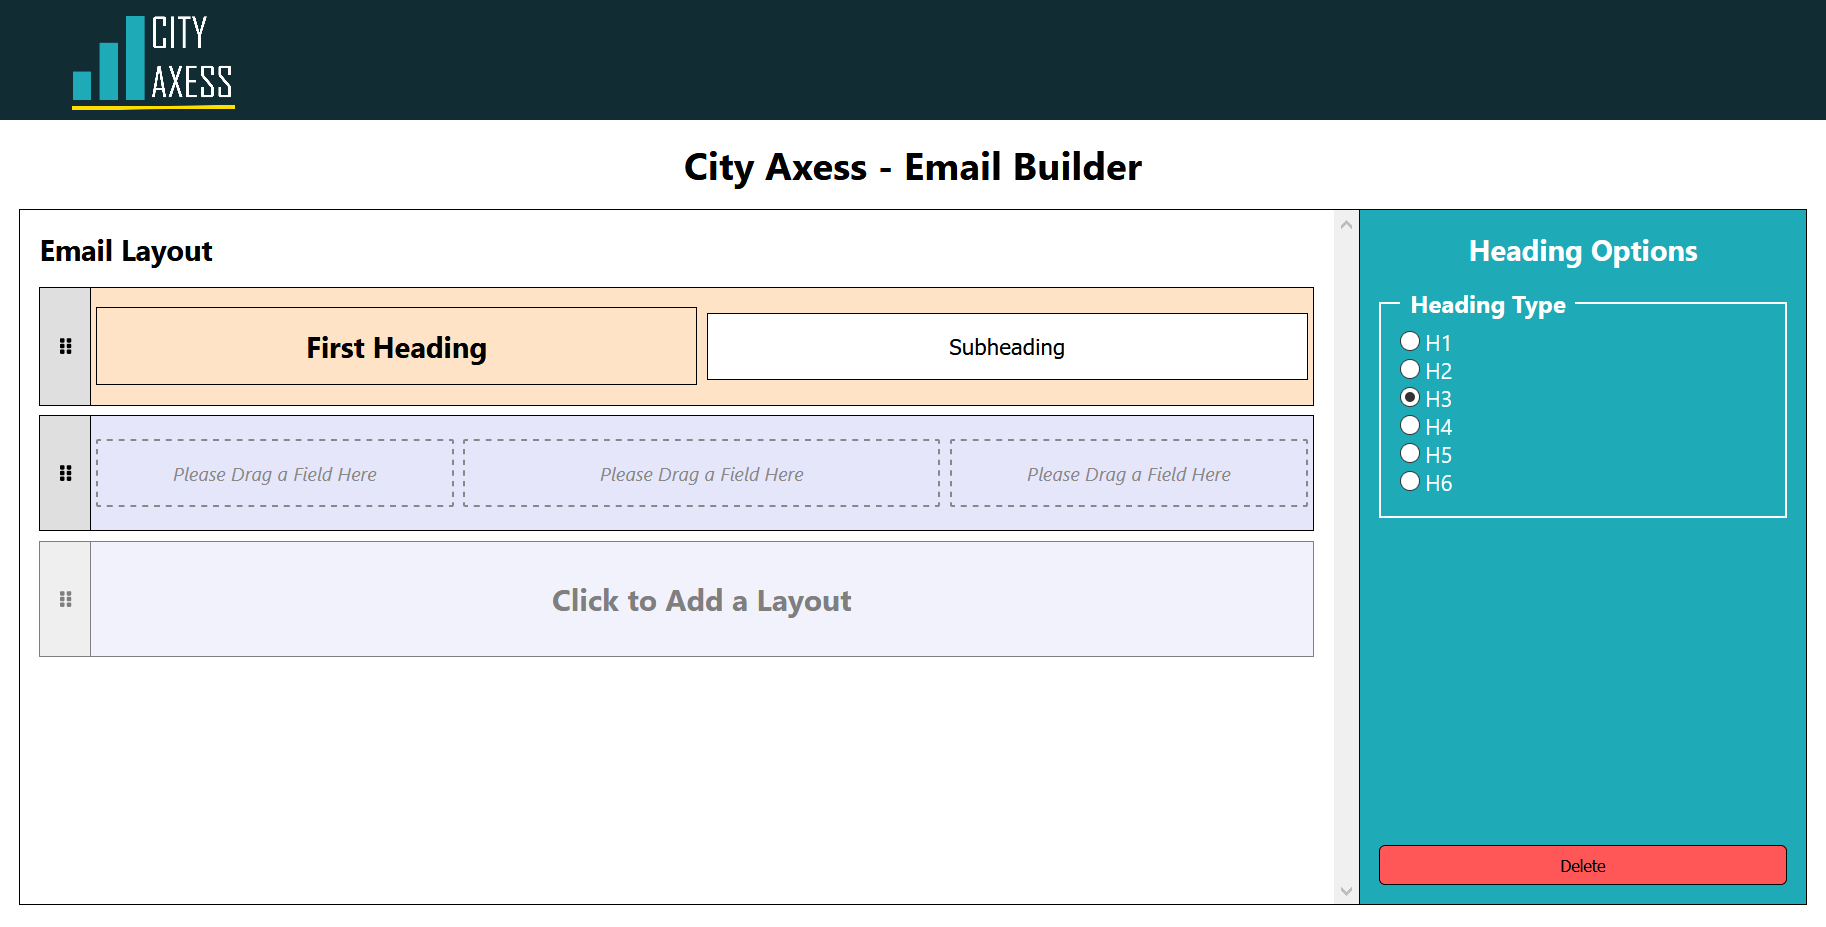 CITY
AXESS
City Axess - Email Builder
Email Layout
First Heading
Subheading
Please Drag a Field Here
Please Drag a Field Here
Please Drag a Field Here
Click to Add a Layout
Heading Options
Heading Type
H1
H2
H3
H4
H5
H6
Delete